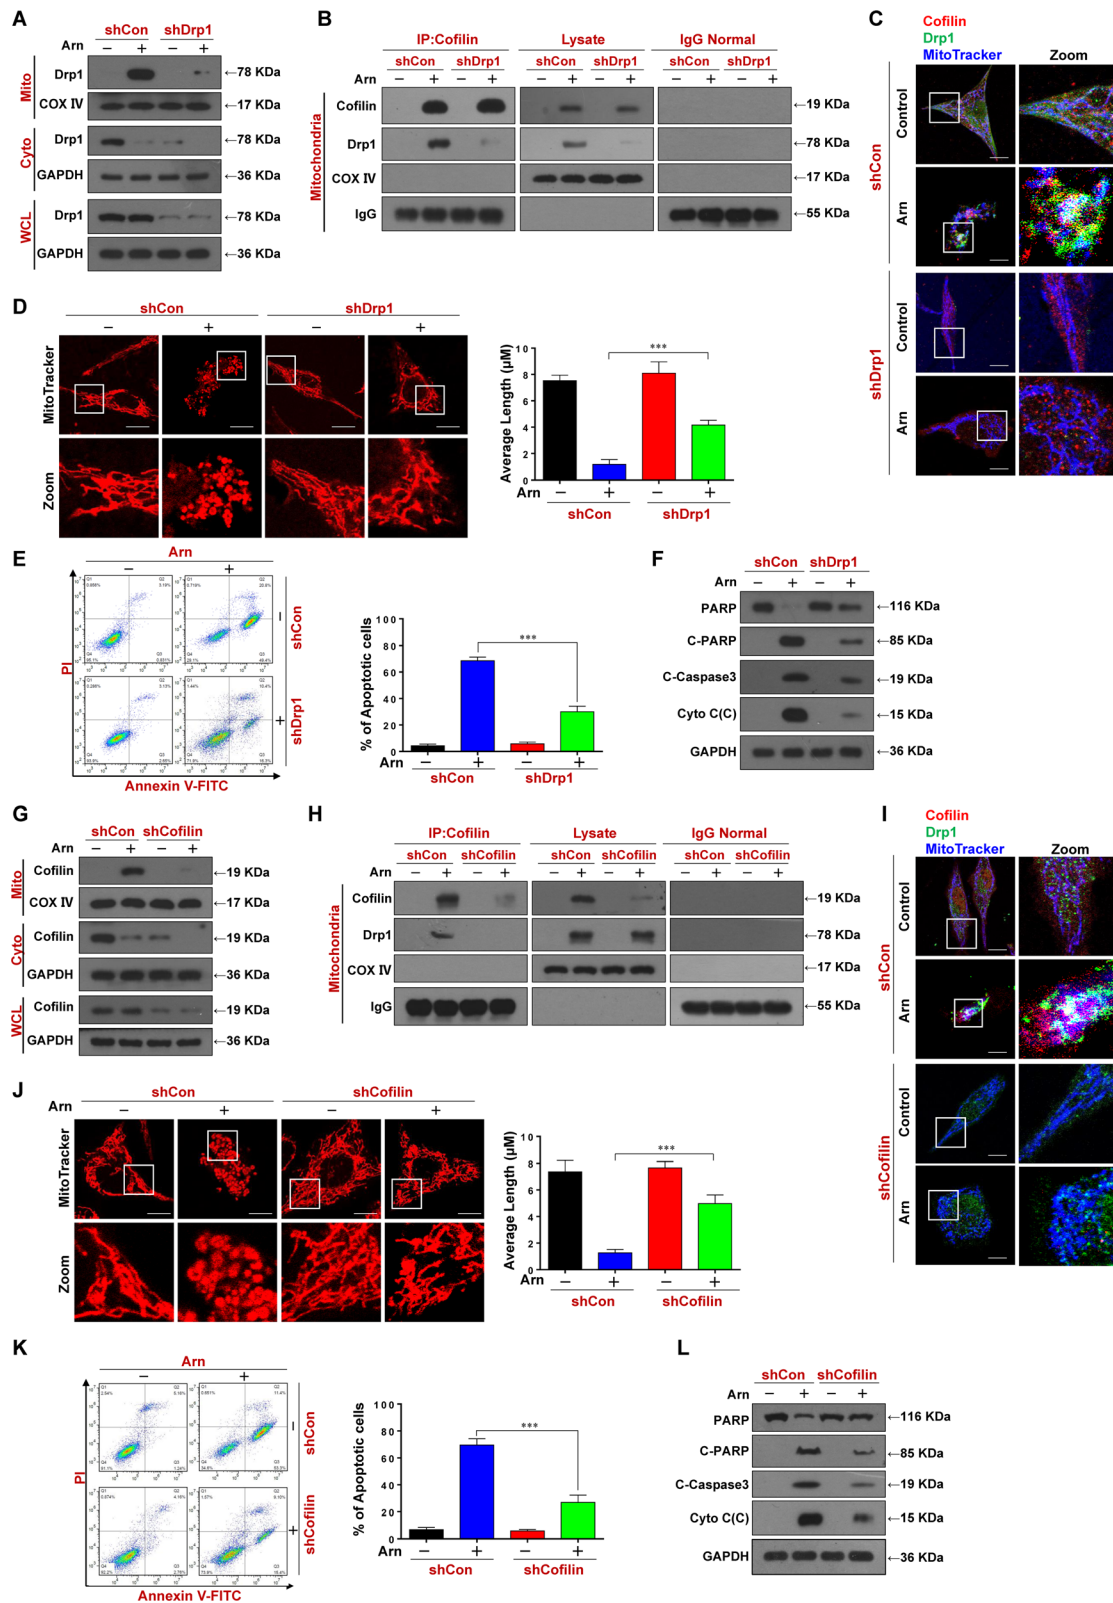 A
shCon shDrp1
Arn − + − +
Mito
Drp1 ←78 KDa
COX IV ←17 KDa
Cyto
Drp1 ←78 KDa
GAPDH ←36 KDa
WCL
Drp1 ←78 KDa
GAPDH ←36 KDa
B
IP:Cofilin Lysate IgG Normal
shCon shDrp1 shCon shDrp1 shCon shDrp1
Arn − + − + − + − + − + − +
Mitochondria
Cofilin ←19 KDa
Drp1 ←78 KDa
COX IV ←17 KDa
IgG ←55 KDa
C
Cofilin
Drp1
MitoTracker Zoom
shCon
Control
Arn
shDrp1
Control
Arn
D
shCon shDrp1
− + − +
MitoTracker
Zoom
Average Length (μM)
8
6
4
2
0
***
Arn − + − +
shCon shDrp1
E
Arn
− +
PI
shCon −
shDrp1 +
Annexin V-FITC
% of Apoptotic cells
100
80
60
40
20
0
***
Arn − + − +
shCon shDrp1
F
shCon shDrp1
Arn − + − +
PARP ←116 KDa
C-PARP ←85 KDa
C-Caspase3 ←19 KDa
Cyto C(C) ←15 KDa
GAPDH ←36 KDa
G
shCon shCofilin
Arn − + − +
Mito
Cofilin ←19 KDa
COX IV ←17 KDa
Cyto
Cofilin ←19 KDa
GAPDH ←36 KDa
WCL
Cofilin ←19 KDa
GAPDH ←36 KDa
H
IP:Cofilin Lysate IgG Normal
shCon shCofilin shCon shCofilin shCon shCofilin
Arn − + − + − + − + − + − +
Mitochondria
Cofilin ←19 KDa
Drp1 ←78 KDa
COX IV ←17 KDa
IgG ←55 KDa
I
Cofilin
Drp1
MitoTracker Zoom
shCon
Control
Arn
shCofilin
Control
Arn
J
shCon shCofilin
Arn − + − +
MitoTracker
Zoom
Average Length (μM)
10
8
6
4
2
0
***
Arn − + − +
shCon shCofilin
K
Arn
− +
PI
shCon −
shCofilin +
Annexin V-FITC
% of Apoptotic cells
100
80
60
40
20
0
***
Arn − + − +
shCon shCofilin
L
shCon shCofilin
Arn − + − +
PARP ←116 KDa
C-PARP ←85 KDa
C-Caspase3 ←19 KDa
Cyto C(C) ←15 KDa
GAPDH ←36 KDa